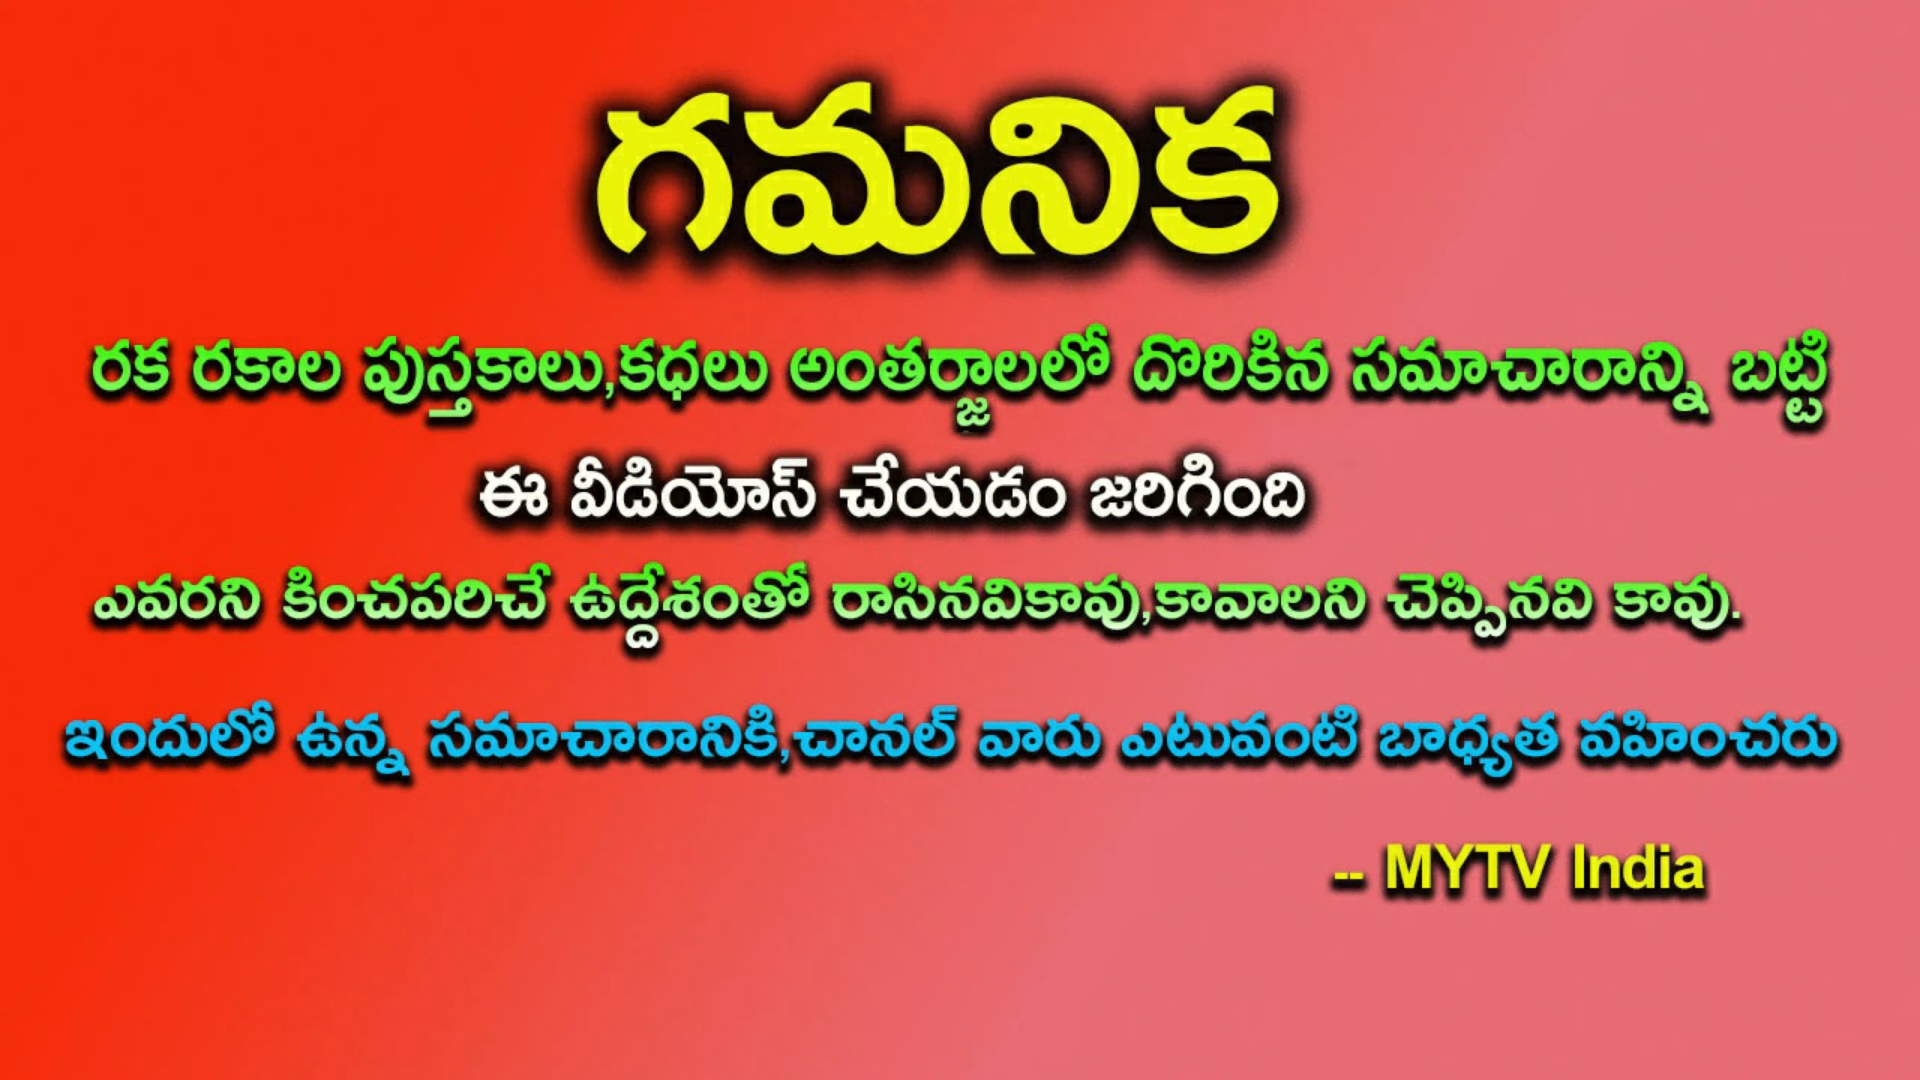 గమనిక
రక రకాల పుస్తకాలు,కధలు అంతర్జాలలో దొరికిన సమాచారాన్ని బట్టి
ఈ వీడియోస్ చేయడం జరిగింది
ఎవరని కించపరిచే ఉద్దేశంతో రాసినవికావు,కావాలని చెప్పినవి కావు.
ఇందులో ఉన్న సమాచారానికి,చానల్ వారు ఎటువంటి బాధ్యత వహించరు
-- MYTV India